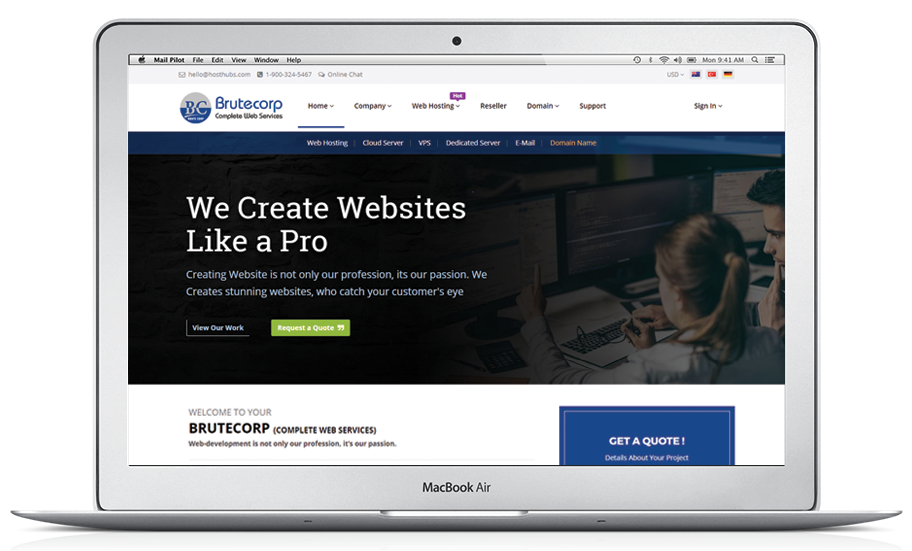 Mail Pilot File Edit View Window Help Mon 9:41 AM
hello@hosthubs.com 1-900-324-5467 Online Chat USD
Hot
BC
BRUTE CORP
Brutecorp
Complete Web Services
Home Company Web Hosting Reseller Domain Support Sign In
Web Hosting Cloud Server VPS Dedicated Server E-Mail Domain Name
We Create Websites
Like a Pro
Creating Website is not only our profession, its our passion. We
Creates stunning websites, who catch your customer's eye
View Our Work Request a Quote
WELCOME TO YOUR
BRUTECORP (COMPLETE WEB SERVICES)
Web-development is not only our profession, it's our passion.
GET A QUOTE !
Details About Your Project
MacBook Air